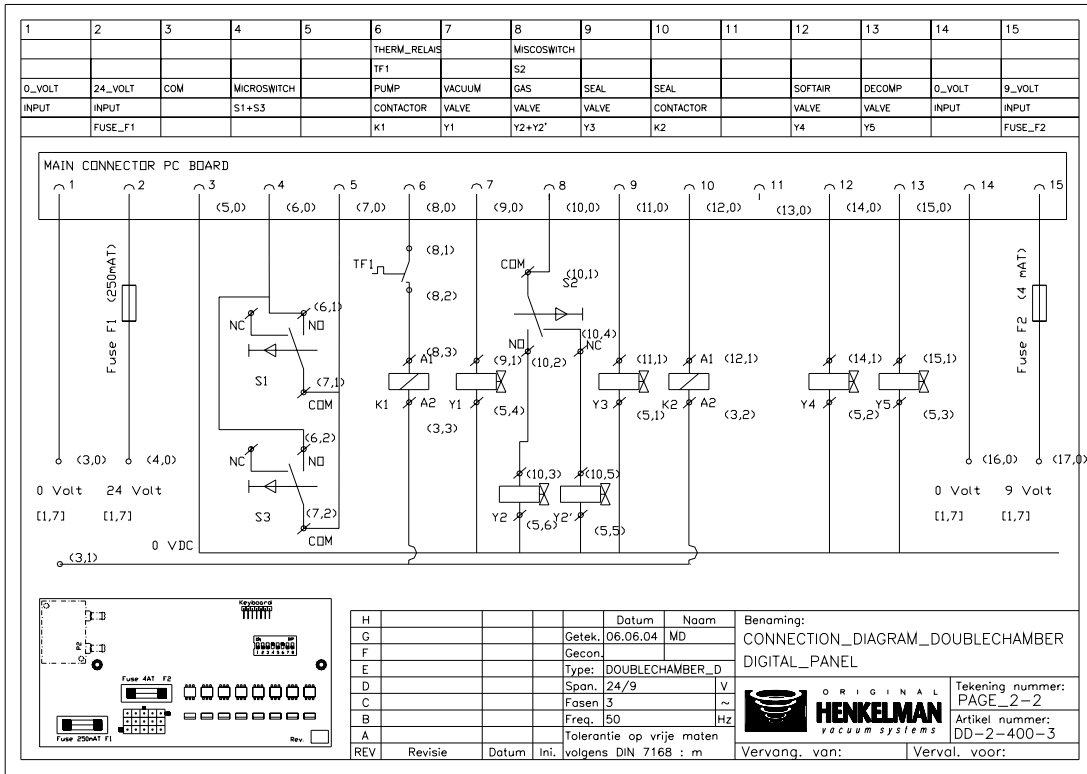 1 2 3 4 5 6 7 8 9 10 11 12 13 14 15
THERM_RELAIS MISCOSWITCH
TF1 S2
0_VOLT 24_VOLT COM MICROSWITCH PUMP VACUUM GAS SEAL SEAL SOFTAIR DECOMP 0_VOLT 9_VOLT
INPUT INPUT S1+S3 CONTACTOR VALVE VALVE VALVE CONTACTOR VALVE VALVE INPUT INPUT
FUSE_F1 K1 Y1 Y2+Y2' Y3 K2 Y4 Y5 FUSE_F2
MAIN CONNECTOR PC BOARD
1 2 3 4 5 6 7 8 9 10 11 12 13 14 15
(5,0) (6,0) (7,0) (8,0) (9,0) (10,0) (11,0) (12,0) (13,0) (14,0) (15,0)
Fuse F1 (250mAT)
TF1 (8,1)
(8,2)
COM (10,1)
S2
Fuse F2 (4 mAT)
(6,1)
NC NO
S1 (7,1)
COM
(8,3) A1 (9,1) NO (10,2) (10,4) NC (11,1) A1 (12,1) (14,1) (15,1)
K1 A2 Y1 (5,4) Y3 (5,1) K2 A2 Y4 (5,2) Y5 (5,3)
(3,3) (3,2)
(6,2)
NC NO
S3 (7,2)
COM
(3,0) (4,0) (10,3) (10,5) (16,0) (17,0)
0 Volt 24 Volt 0 Volt 9 Volt
[1,7] [1,7] [1,7] [1,7]
Y2 (5,6) Y2' (5,5)
0 VDC
(3,1)
Keyboard
P2
ON DIP
1 2 3 4 5 6 7 8
Fuse 4AT F2
Fuse 250mAT F1
Rev.
H Datum Naam
G Getek. 06.06.04 MD
F Gecon.
E Type: DOUBLECHAMBER_D
D Span. 24/9 V
C Fasen 3 ~
B Freq. 50 Hz
A Tolerantie op vrije maten
REV Revisie Datum Ini. volgens DIN 7168 : m
Benaming:
CONNECTION_DIAGRAM_DOUBLECHAMBER
DIGITAL_PANEL
ORIGINAL
HENKELMAN
vacuum systems
Tekening nummer:
PAGE_2-2
Artikel nummer:
DD-2-400-3
Vervang. van: Verval. voor: